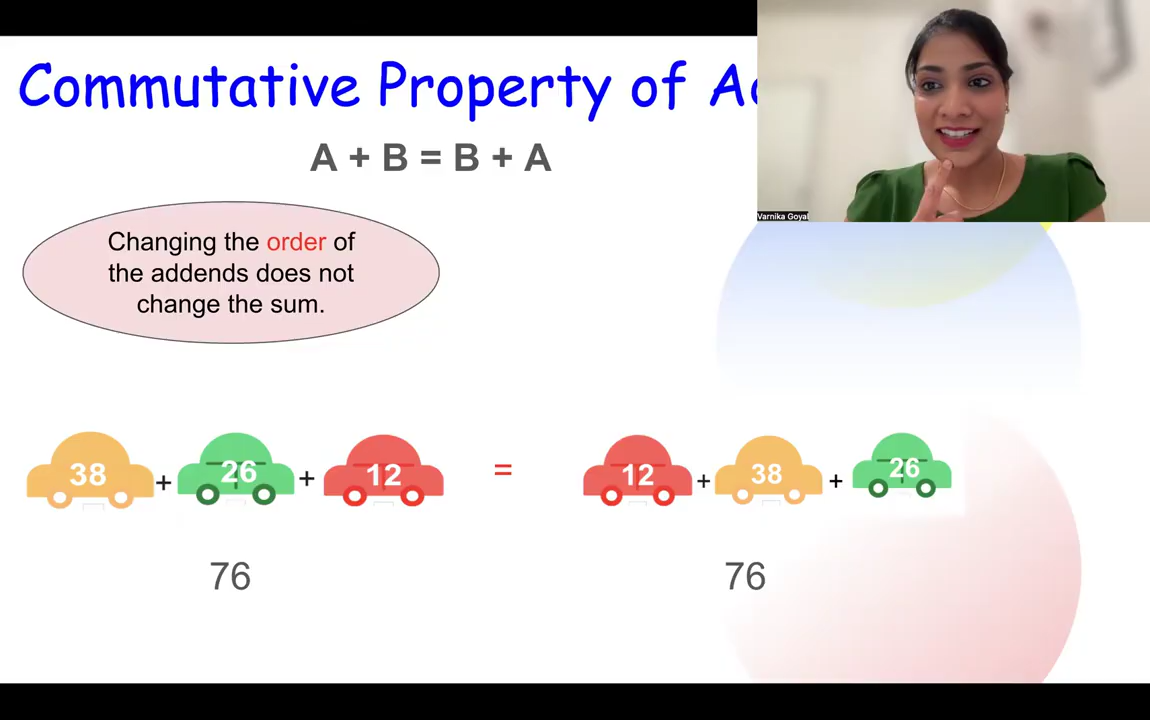 Commutative Property of
A + B = B + A
Varnika Goyal
Changing the order of
the addends does not
change the sum.
38 + 26 + 12 = 12 + 38 + 26
76 76